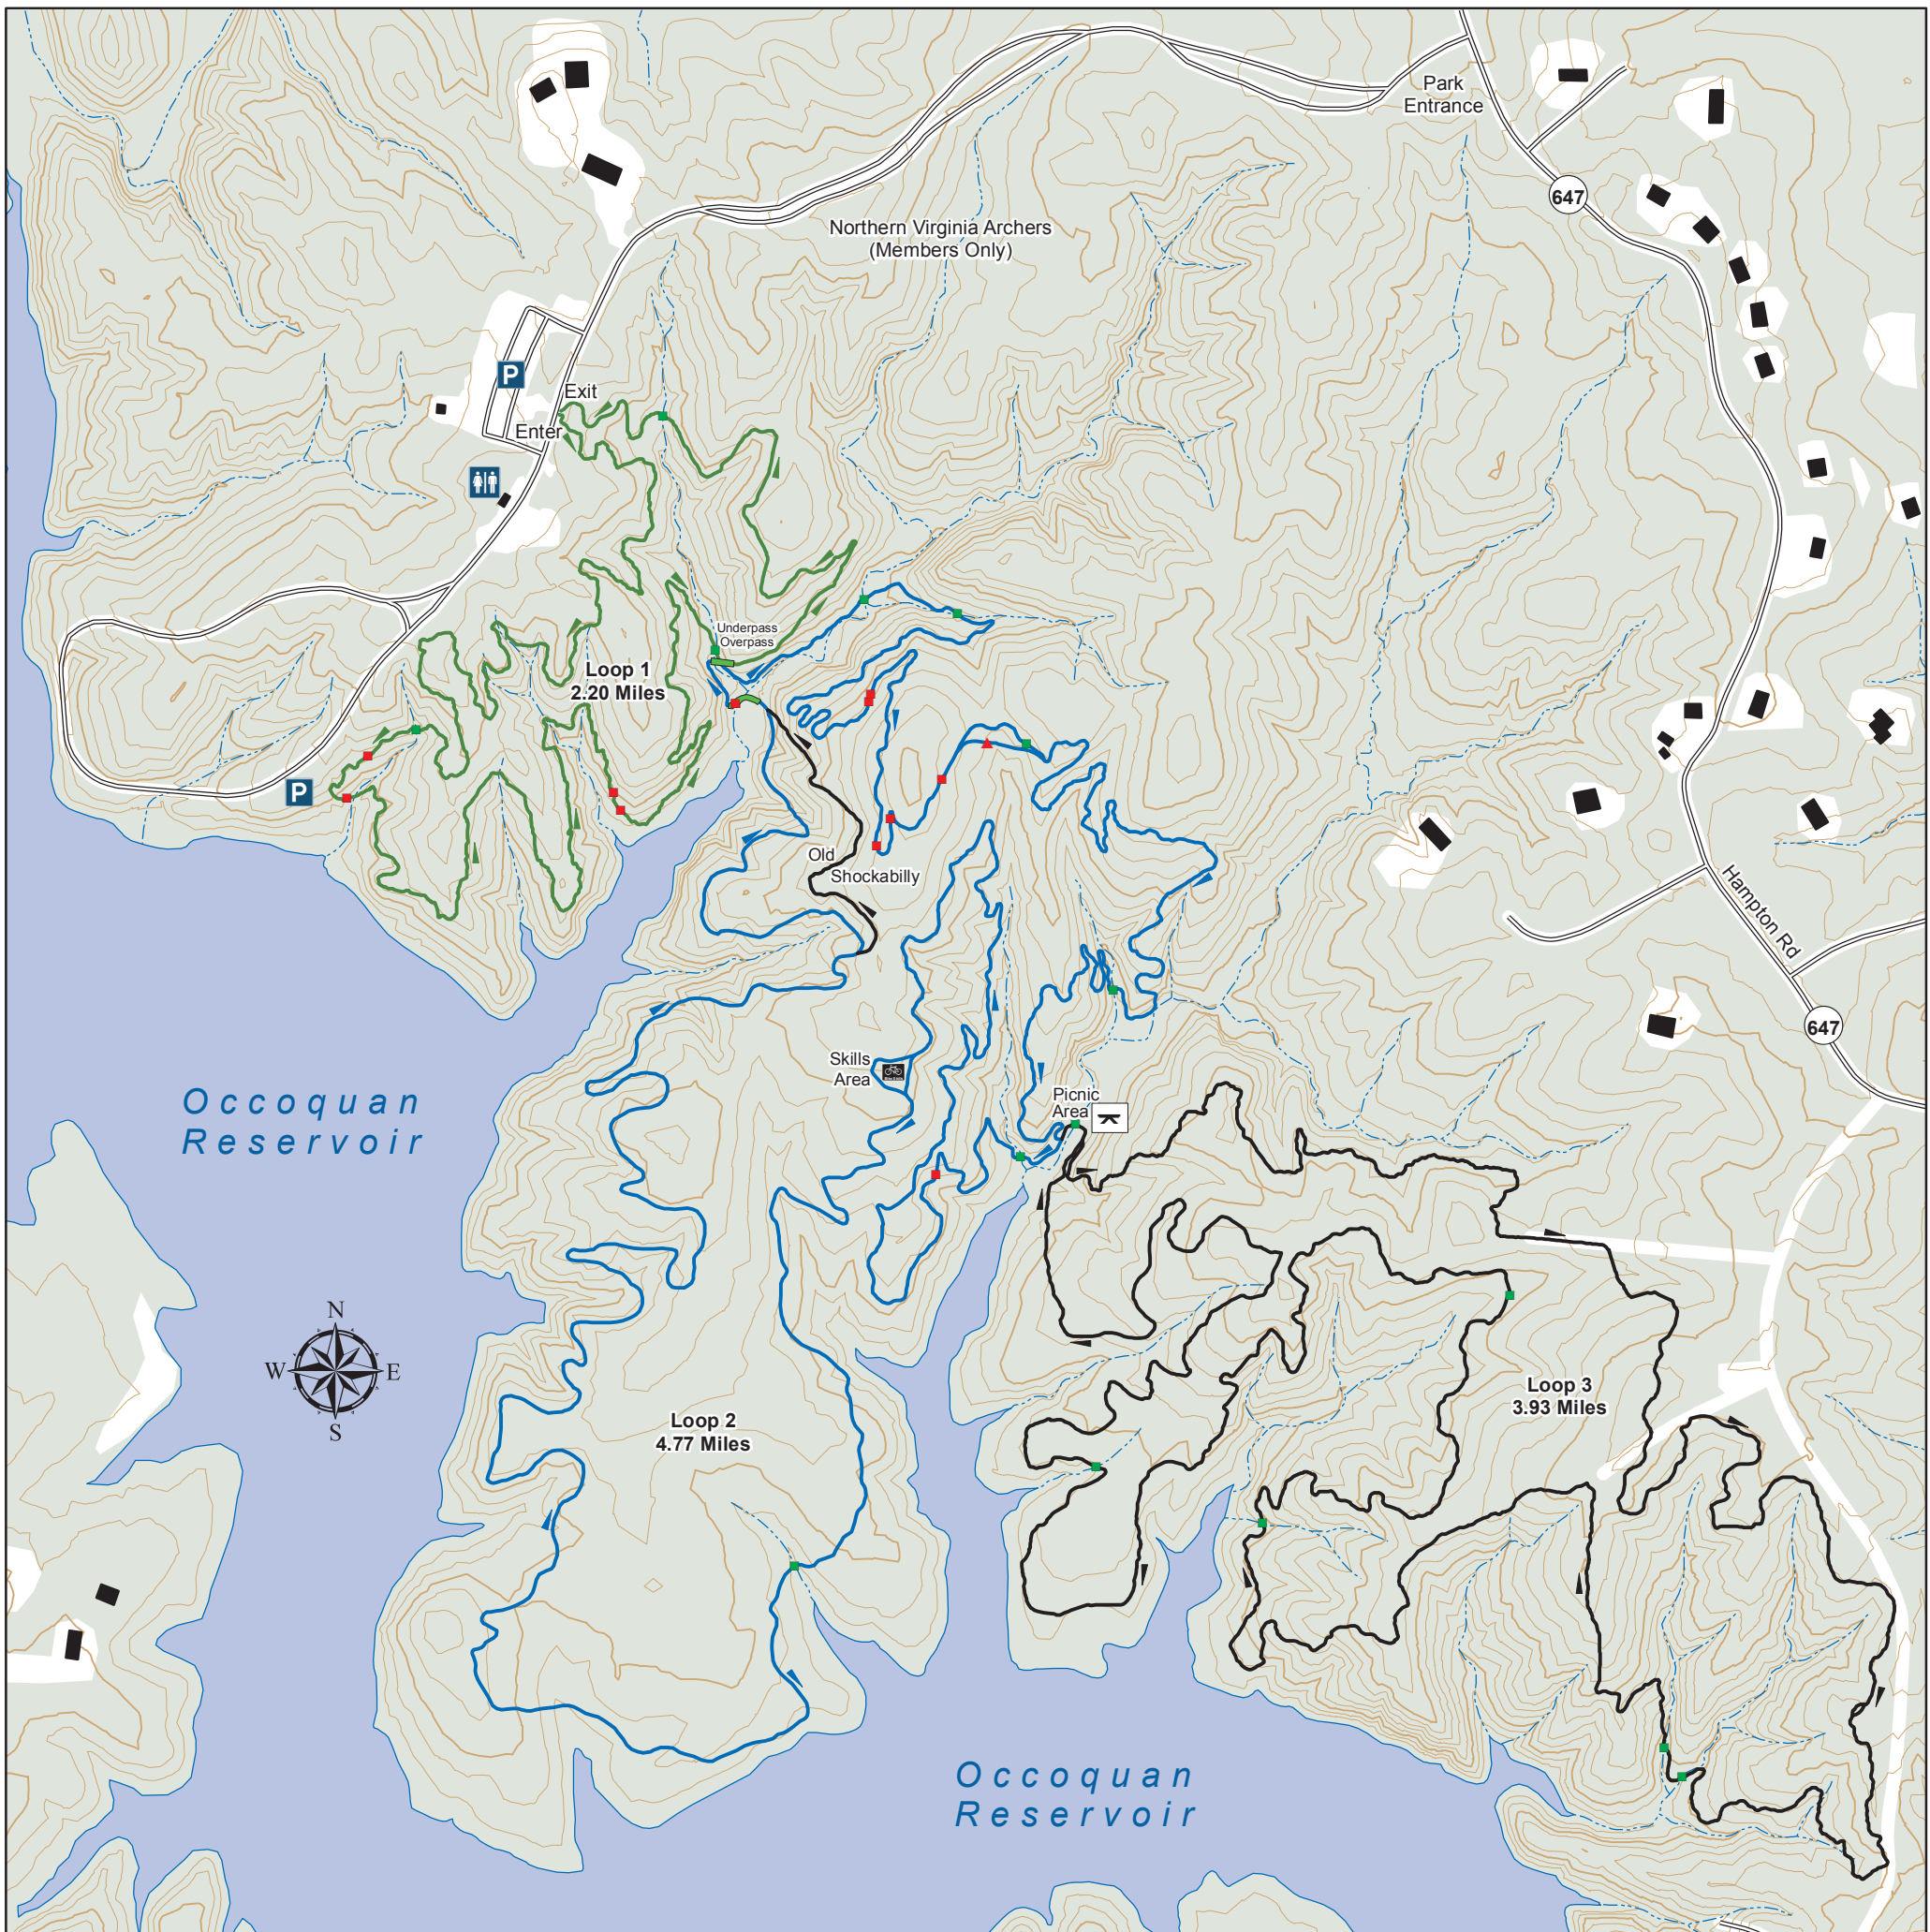 Park
Entrance
647
Northern Virginia Archers
(Members Only)
P
Exit
Enter
Underpass
Overpass
Loop 1
2.20 Miles
P
Old
Shockabilly
Hampton Rd
647
Skills
Area
Picnic
Area
Occoquan
Reservoir
N
W
E
S
Loop 3
3.93 Miles
Loop 2
4.77 Miles
Occoquan
Reservoir